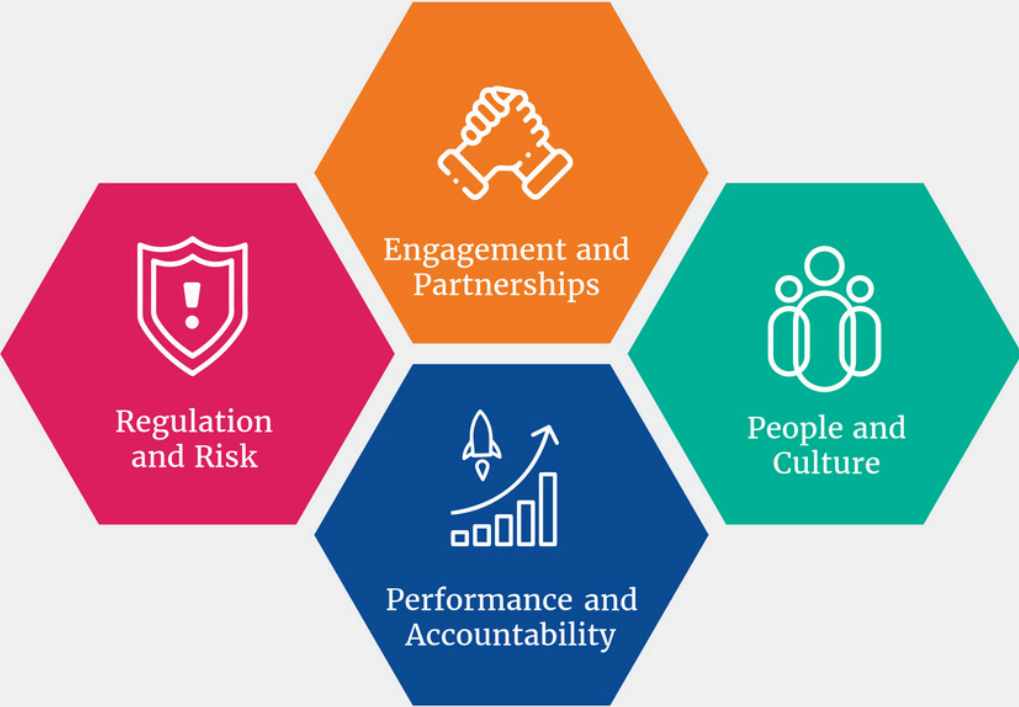 Engagement and
Partnerships
Regulation
and Risk
People and
Culture
Performance and
Accountability